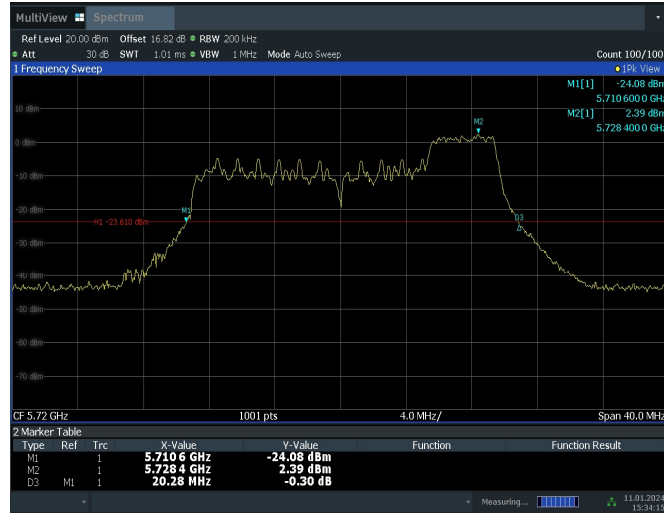 MultiView Spectrum
Ref Level 20.00 dBm Offset 16.82 dB RBW 200 kHz
Att 30 dB SWT 1.01 ms VBW 1 MHz Mode Auto Sweep Count 100/100
1 Frequency Sweep 1Pk View
M1[1] -24.08 dBm
5.710 600 0 GHz
M2[1] 2.39 dBm
5.728 400 0 GHz
10 dBm
M2
0 dBm
-10 dBm
-20 dBm
M1
D3
H1 -23.610 dBm
-30 dBm
-40 dBm
-50 dBm
-60 dBm
-70 dBm
CF 5.72 GHz 1001 pts 4.0 MHz/ Span 40.0 MHz
2 Marker Table
Type Ref Trc X-Value Y-Value Function Function Result
M1 1 5.710 6 GHz -24.08 dBm
M2 1 5.728 4 GHz 2.39 dBm
D3 M1 1 20.28 MHz -0.30 dB
Measuring... 11.01.2024
15:34:15